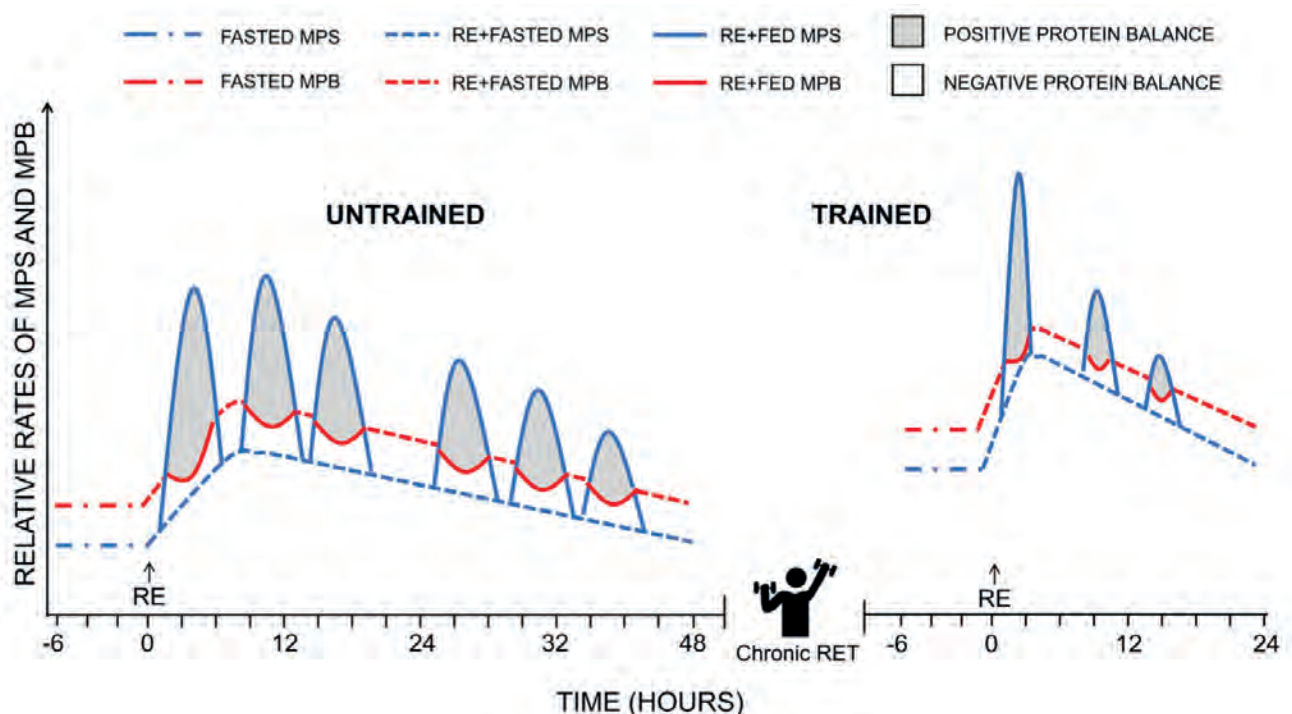 FASTED MPS RE+FASTED MPS RE+FED MPS POSITIVE PROTEIN BALANCE
FASTED MPB RE+FASTED MPB RE+FED MPB NEGATIVE PROTEIN BALANCE
RELATIVE RATES OF MPS AND MPB
UNTRAINED
TRAINED
RE
RE
-6 0 12 24 32 48
Chronic RET
-6 0 12 24
TIME (HOURS)